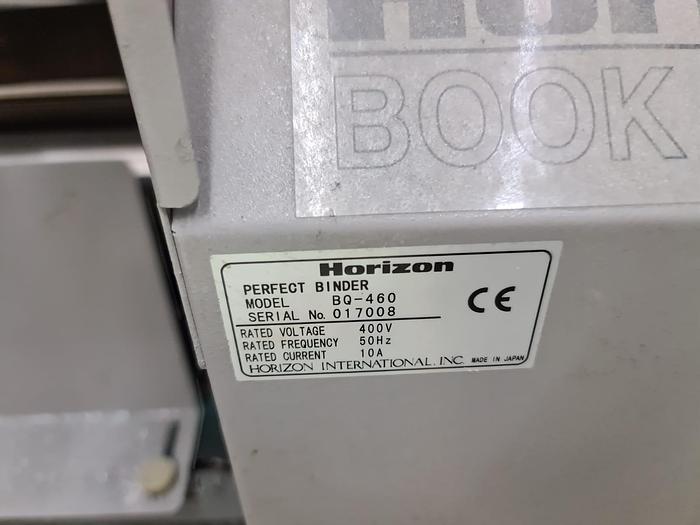 BOOK
Horizon
PERFECT BINDER
MODEL BQ-460
SERIAL No. 017008
RATED VOLTAGE 400V
RATED FREQUENCY 50Hz
RATED CURRENT 10A
HORIZON INTERNATIONAL. INC. MADE IN JAPAN
CE